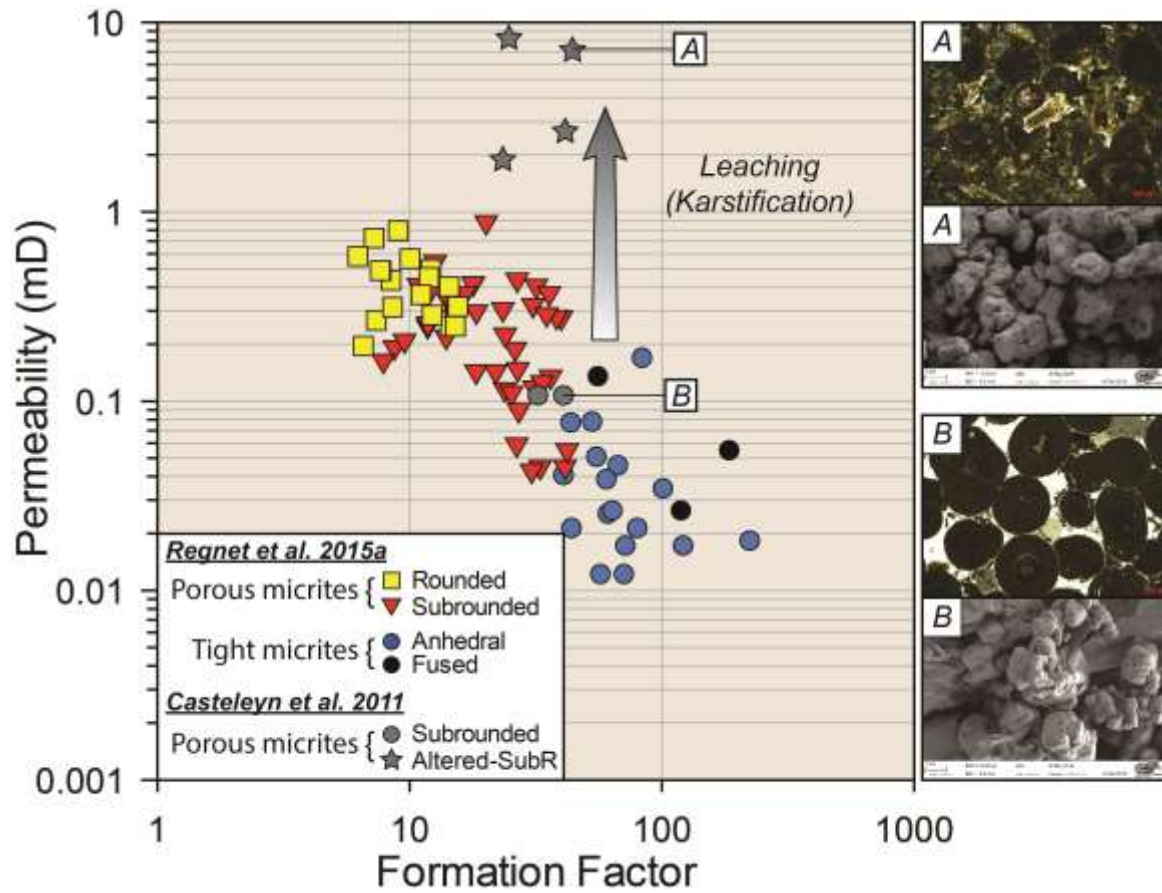 10
1
0.1
0.01
0.001
Permeability (mD)
1
10
100
1000
Formation Factor
A
B
Leaching
(Karstification)
Regnet et al. 2015a
Porous micrites { Rounded
Subrounded
Tight micrites { Anhedral
Fused
Casteleyn et al. 2011
Porous micrites { Subrounded
Altered-SubR
A
A
B
B